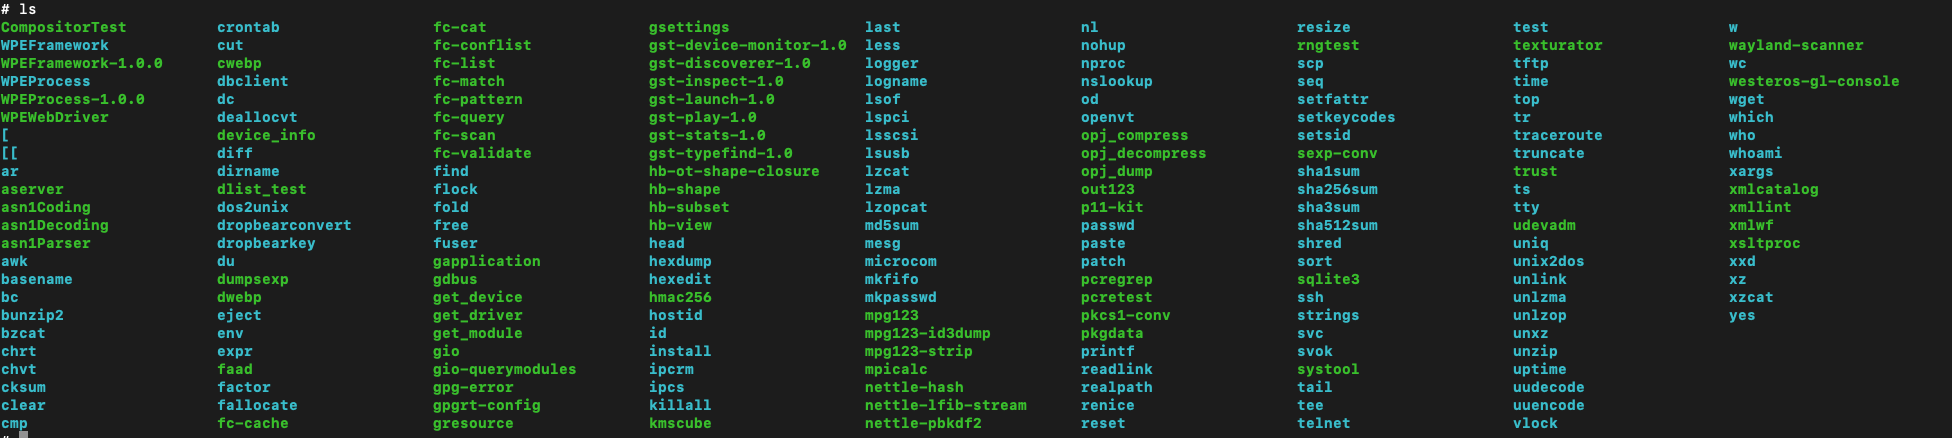 # ls
CompositorTest crontab fc-cat gsettings last nl resize test w
WPEFramework cut fc-conflist gst-device-monitor-1.0 less nohup rngtest texturator wayland-scanner
WPEFramework-1.0.0 cwebp fc-list gst-discoverer-1.0 logger nproc scp tftp wc
WPEProcess dbclient fc-match gst-inspect-1.0 logname nslookup seq time westeros-gl-console
WPEProcess-1.0.0 dc fc-pattern gst-launch-1.0 lsof od setfattr top wget
WPEWebDriver deallocvt fc-query gst-play-1.0 lspci openvt setkeycodes tr which
[ device_info fc-scan gst-stats-1.0 lsscsi opj_compress setsid traceroute who
[[ diff fc-validate gst-typefind-1.0 lsusb opj_decompress sexp-conv truncate whoami
ar dirname find hb-ot-shape-closure lzcat opj_dump sha1sum trust xargs
aserver dlist_test flock hb-shape lzma out123 sha256sum ts xmlcatalog
asn1Coding dos2unix fold hb-subset lzopcat p11-kit sha3sum tty xmllint
asn1Decoding dropbearconvert free hb-view md5sum passwd sha512sum udevadm xmlwf
asn1Parser dropbearkey fuser head mesg paste shred uniq xsltproc
awk du gapplication hexdump microcom patch sort unix2dos xxd
basename dumpsexp gdbus hexedit mkfifo pcregrep sqlite3 unlink xz
bc dwebp get_device hmac256 mkpasswd pcretest ssh unlzma xzcat
bunzip2 eject get_driver hostid mpg123 pkcs1-conv strings unlzop yes
bzcat env get_module id mpg123-id3dump pkgdata svc unxz
chrt expr gio install mpg123-strip printf svok unzip
chvt faad gio-querymodules ipcrm mpicalc readlink systool uptime
cksum factor gpg-error ipcs nettle-hash realpath tail uudecode
clear fallocate gpgrt-config killall nettle-lfib-stream renice tee uuencode
cmp fc-cache gresource kmscube nettle-pbkdf2 reset telnet vlock
#